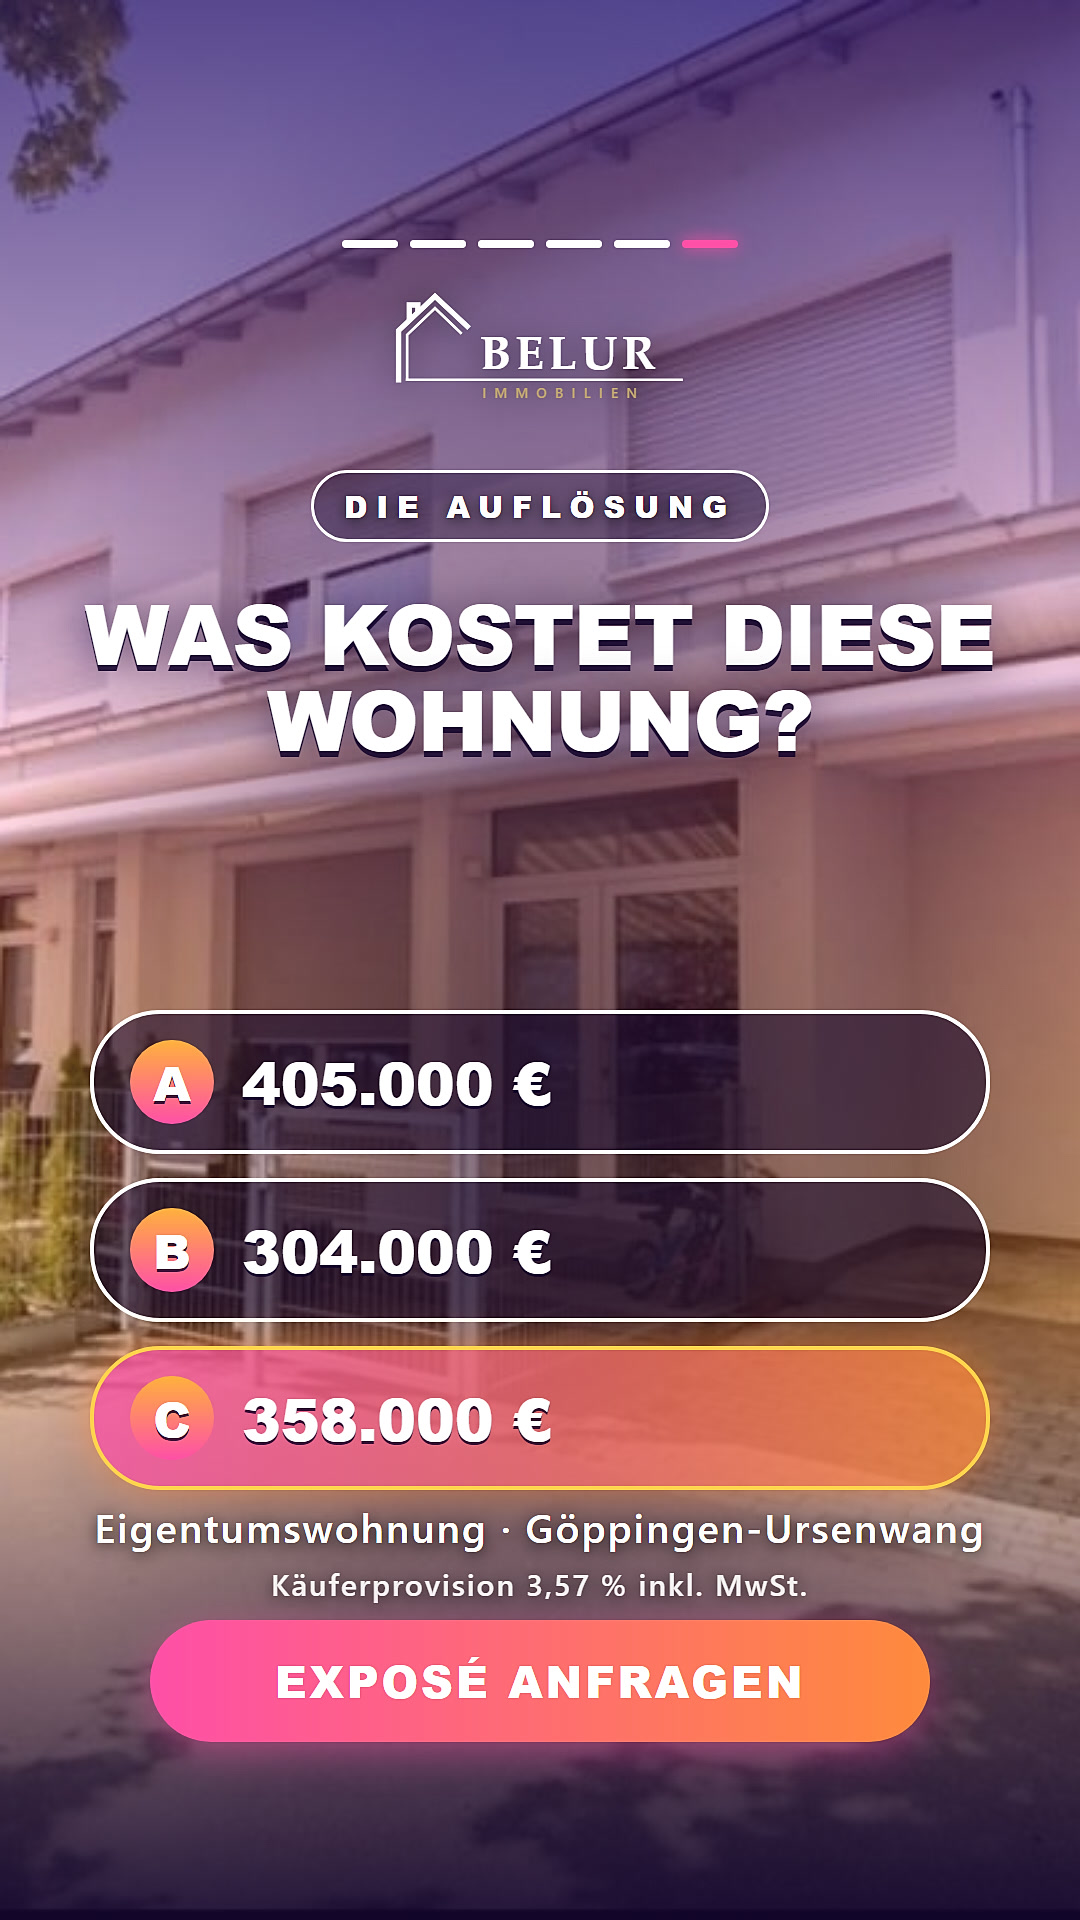 BELUR
IMMOBILIEN
DIE AUFLÖSUNG
WAS KOSTET DIESE
WOHNUNG?
A 405.000 €
B 304.000 €
C 358.000 €
Eigentumswohnung · Göppingen-Ursenwang
Käuferprovision 3,57 % inkl. MwSt.
EXPOSÉ ANFRAGEN